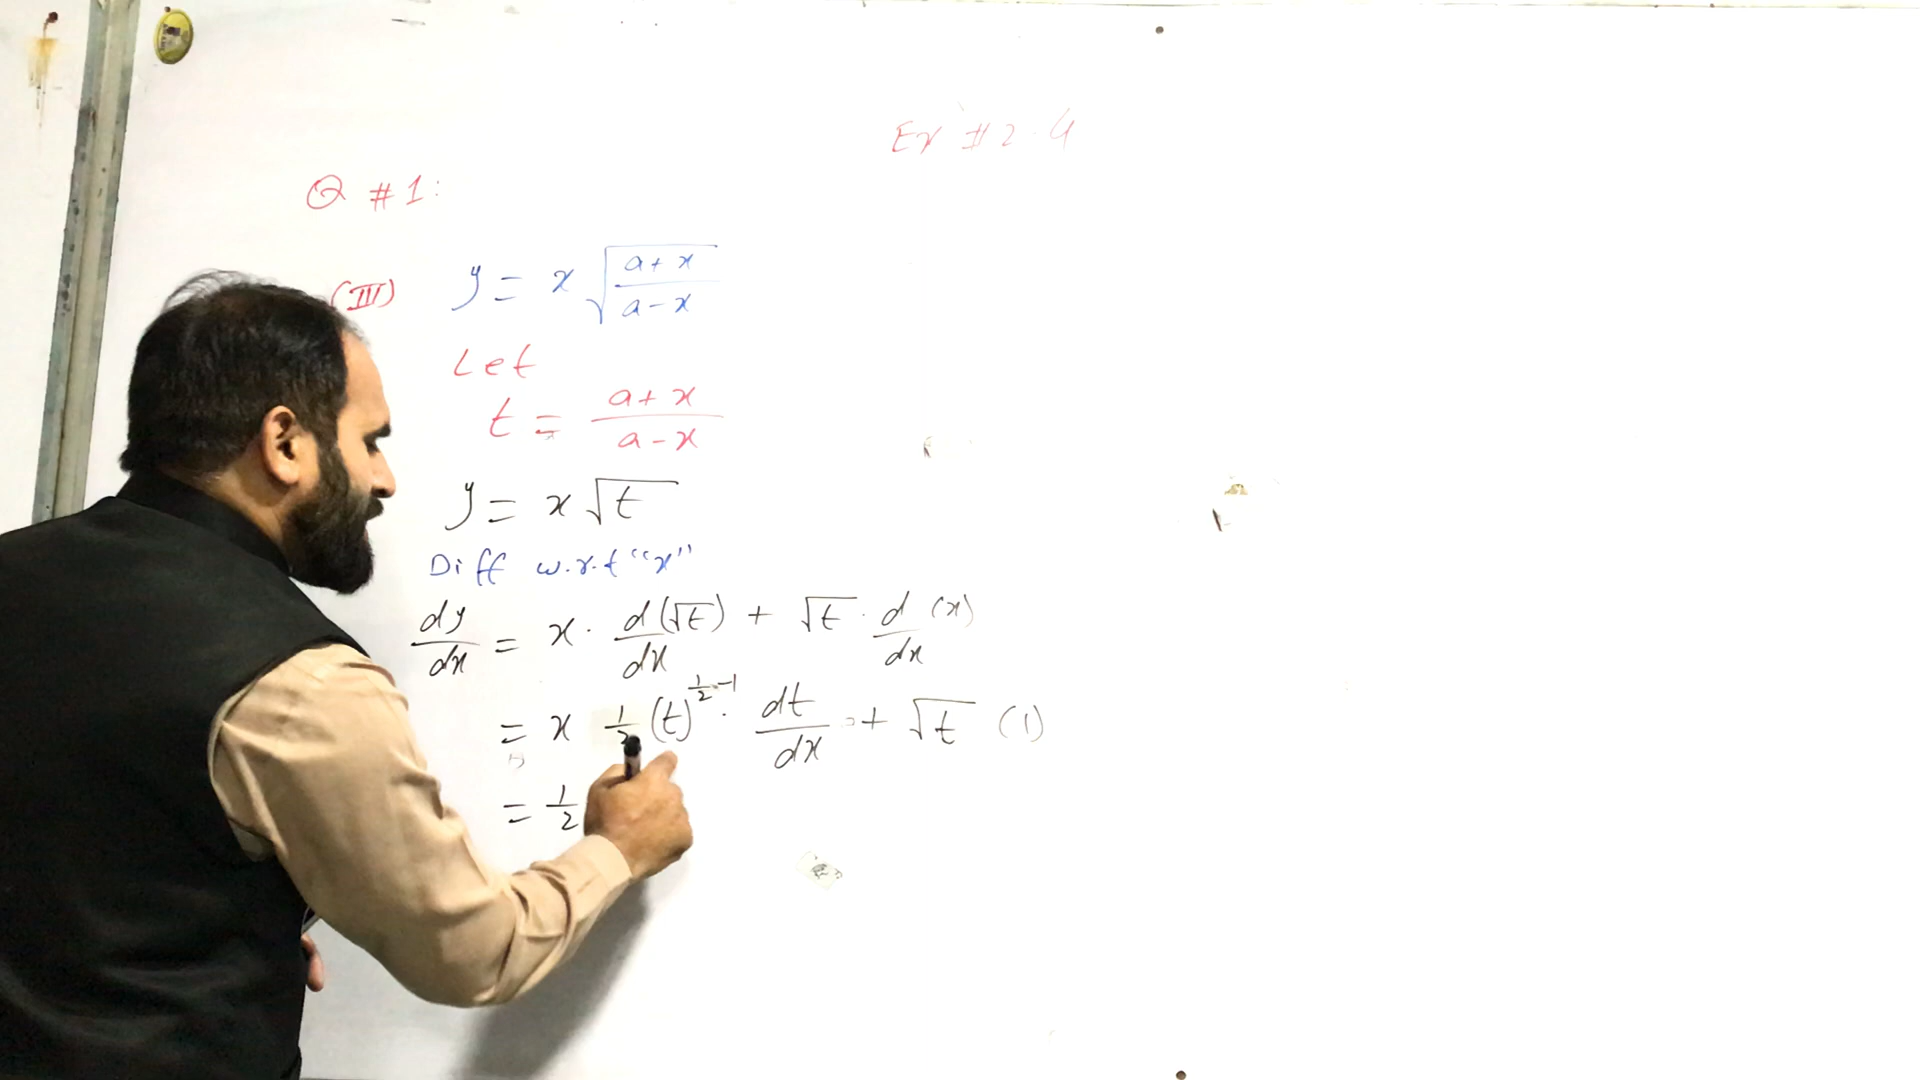 Ex # 2.4
Q # 1:
(III) y = x √((a+x)/(a-x))
Let
t = (a+x)/(a-x)
y = x √t
Diff w.r.t "x"
dy/dx = x · d(√t)/dx + √t · d/dx (x)
= x 1/2 (t)^(1/2-1) · dt/dx + √t (1)
= 1/2